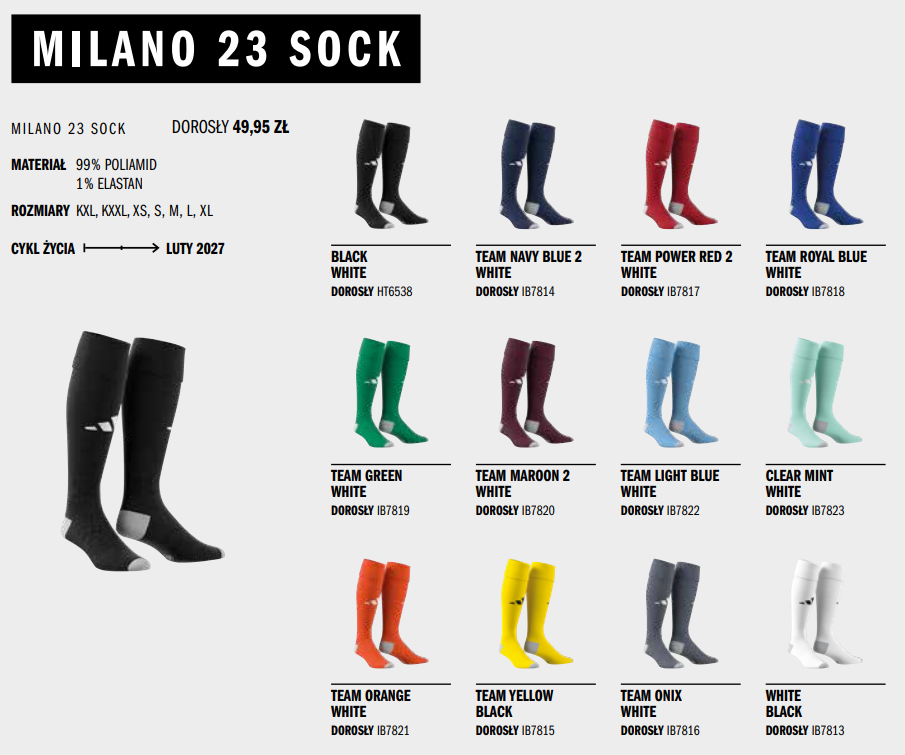 MILANO 23 SOCK
MILANO 23 SOCK DOROSŁY 49,95 ZŁ
MATERIAŁ 99% POLIAMID
1% ELASTAN
ROZMIARY KXL, KXXL, XS, S, M, L, XL
CYKL ŻYCIA LUTY 2027
BLACK
WHITE
DOROSŁY HT6538
TEAM NAVY BLUE 2
WHITE
DOROSŁY IB7814
TEAM POWER RED 2
WHITE
DOROSŁY IB7817
TEAM ROYAL BLUE
WHITE
DOROSŁY IB7818
TEAM GREEN
WHITE
DOROSŁY IB7819
TEAM MAROON 2
WHITE
DOROSŁY IB7820
TEAM LIGHT BLUE
WHITE
DOROSŁY IB7822
CLEAR MINT
WHITE
DOROSŁY IB7823
TEAM ORANGE
WHITE
DOROSŁY IB7821
TEAM YELLOW
BLACK
DOROSŁY IB7815
TEAM ONIX
WHITE
DOROSŁY IB7816
WHITE
BLACK
DOROSŁY IB7813